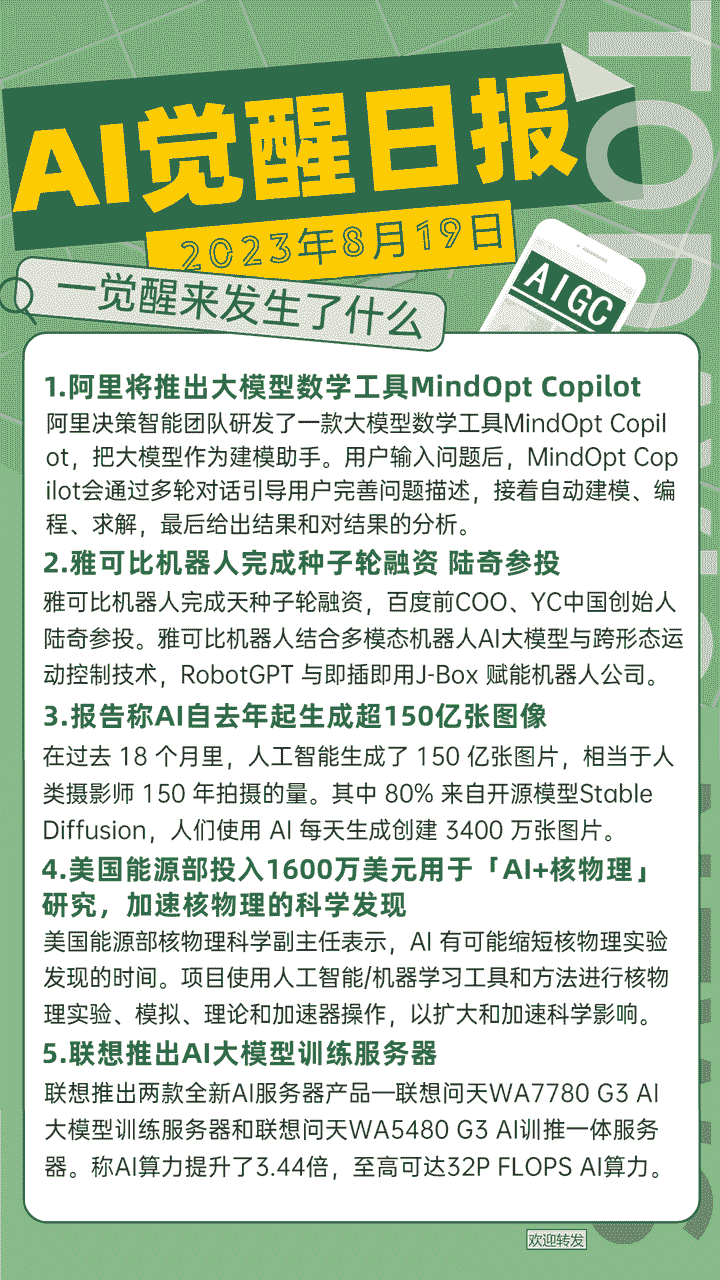 AI觉醒日报
2023年8月19日
一觉醒来发生了什么
AIGC
1.阿里将推出大模型数学工具MindOpt Copilot
阿里决策智能团队研发了一款大模型数学工具MindOpt Copil
ot，把大模型作为建模助手。用户输入问题后，MindOpt Cop
ilot会通过多轮对话引导用户完善问题描述，接着自动建模、编
程、求解，最后给出结果和对结果的分析。
2.雅可比机器人完成种子轮融资 陆奇参投
雅可比机器人完成天种子轮融资，百度前COO、YC中国创始人
陆奇参投。雅可比机器人结合多模态机器人AI大模型与跨形态运
动控制技术，RobotGPT 与即插即用J-Box 赋能机器人公司。
3.报告称AI自去年起生成超150亿张图像
在过去 18 个月里，人工智能生成了 150 亿张图片，相当于人
类摄影师 150 年拍摄的量。其中 80% 来自开源模型Stable
Diffusion，人们使用 AI 每天生成创建 3400 万张图片。
4.美国能源部投入1600万美元用于「AI+核物理」
研究，加速核物理的科学发现
美国能源部核物理科学副主任表示，AI 有可能缩短核物理实验
发现的时间。项目使用人工智能/机器学习工具和方法进行核物
理实验、模拟、理论和加速器操作，以扩大和加速科学影响。
5.联想推出AI大模型训练服务器
联想推出两款全新AI服务器产品—联想问天WA7780 G3 AI
大模型训练服务器和联想问天WA5480 G3 AI训推一体服务
器。称AI算力提升了3.44倍，至高可达32P FLOPS AI算力。
欢迎转发